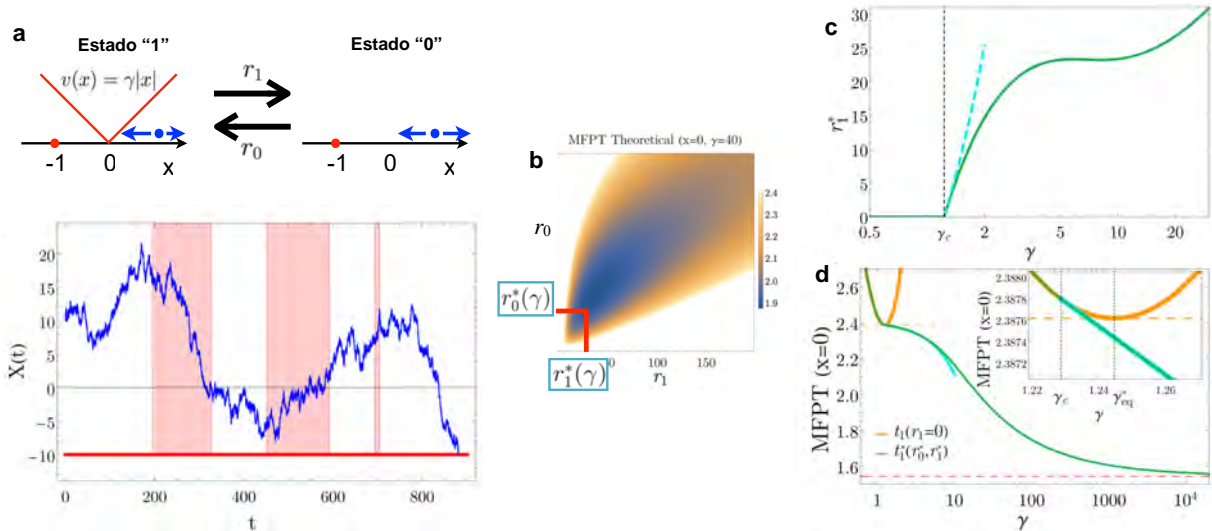 a
Estado “1”
Estado “0”
v(x) = γ|x|
r₁
r₀
-1
0
x
-1
0
x
X(t)
20
15
10
5
0
−5
−10
0
200
400
600
800
t
b
MFPT Theoretical (x=0, γ=40)
r₀
r₀*(γ)
r₁*(γ)
100
150
r₁
2.4
2.3
2.2
2.1
2.0
1.9
c
r₁*
30
25
20
15
10
5
0
0.5
γc
2
5
10
20
γ
d
MFPT (x=0)
2.6
2.4
2.2
2.0
1.8
1.6
1
10
100
1000
10⁴
γ
t₁(r₁=0)
t₁*(r₀*,r₁*)
MFPT (x=0)
2.3880
2.3878
2.3876
2.3874
2.3872
1.22
γc
1.24
γ*eq
1.26
γ